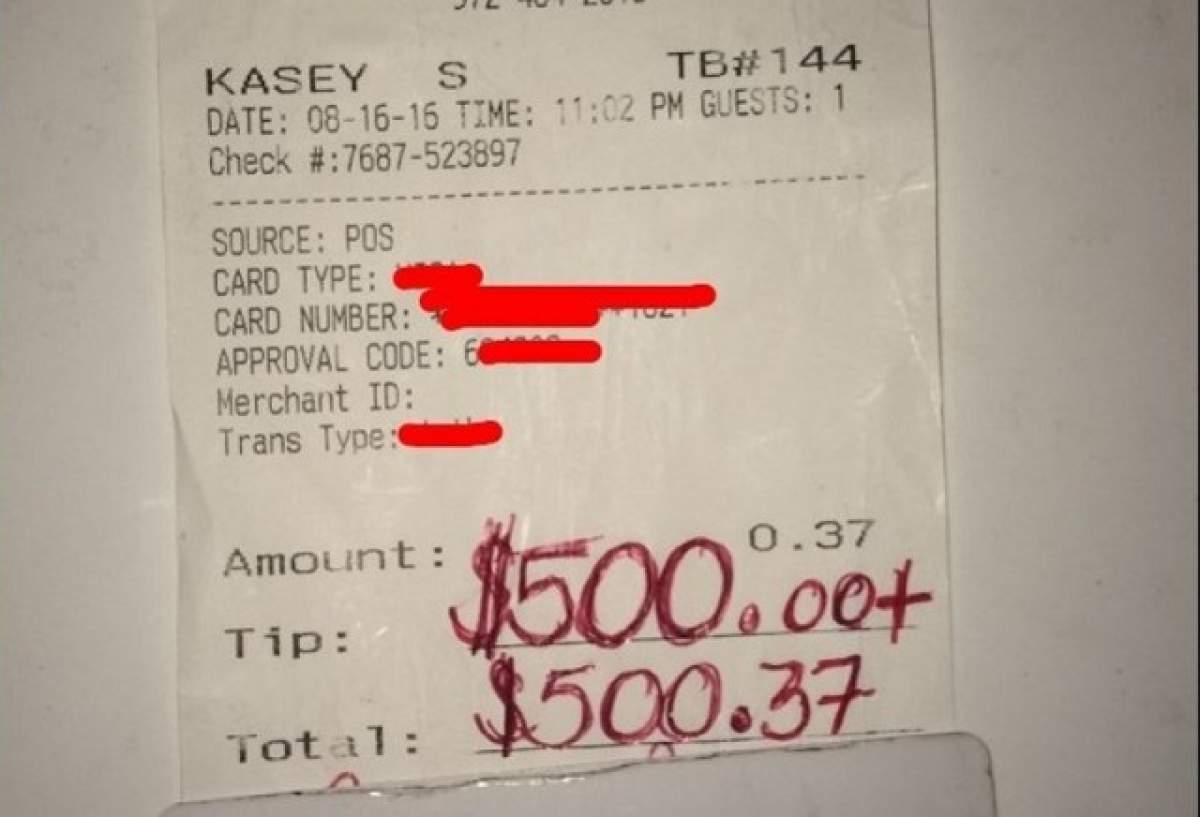 KASEY S TB#144
DATE: 08-16-16 TIME: 11:02 PM GUESTS: 1
Check #:7687-523897
SOURCE: POS
CARD TYPE:
CARD NUMBER:
APPROVAL CODE: 6
Merchant ID:
Trans Type:
Amount: 0.37
Tip: $500.00+
Total: $500.37